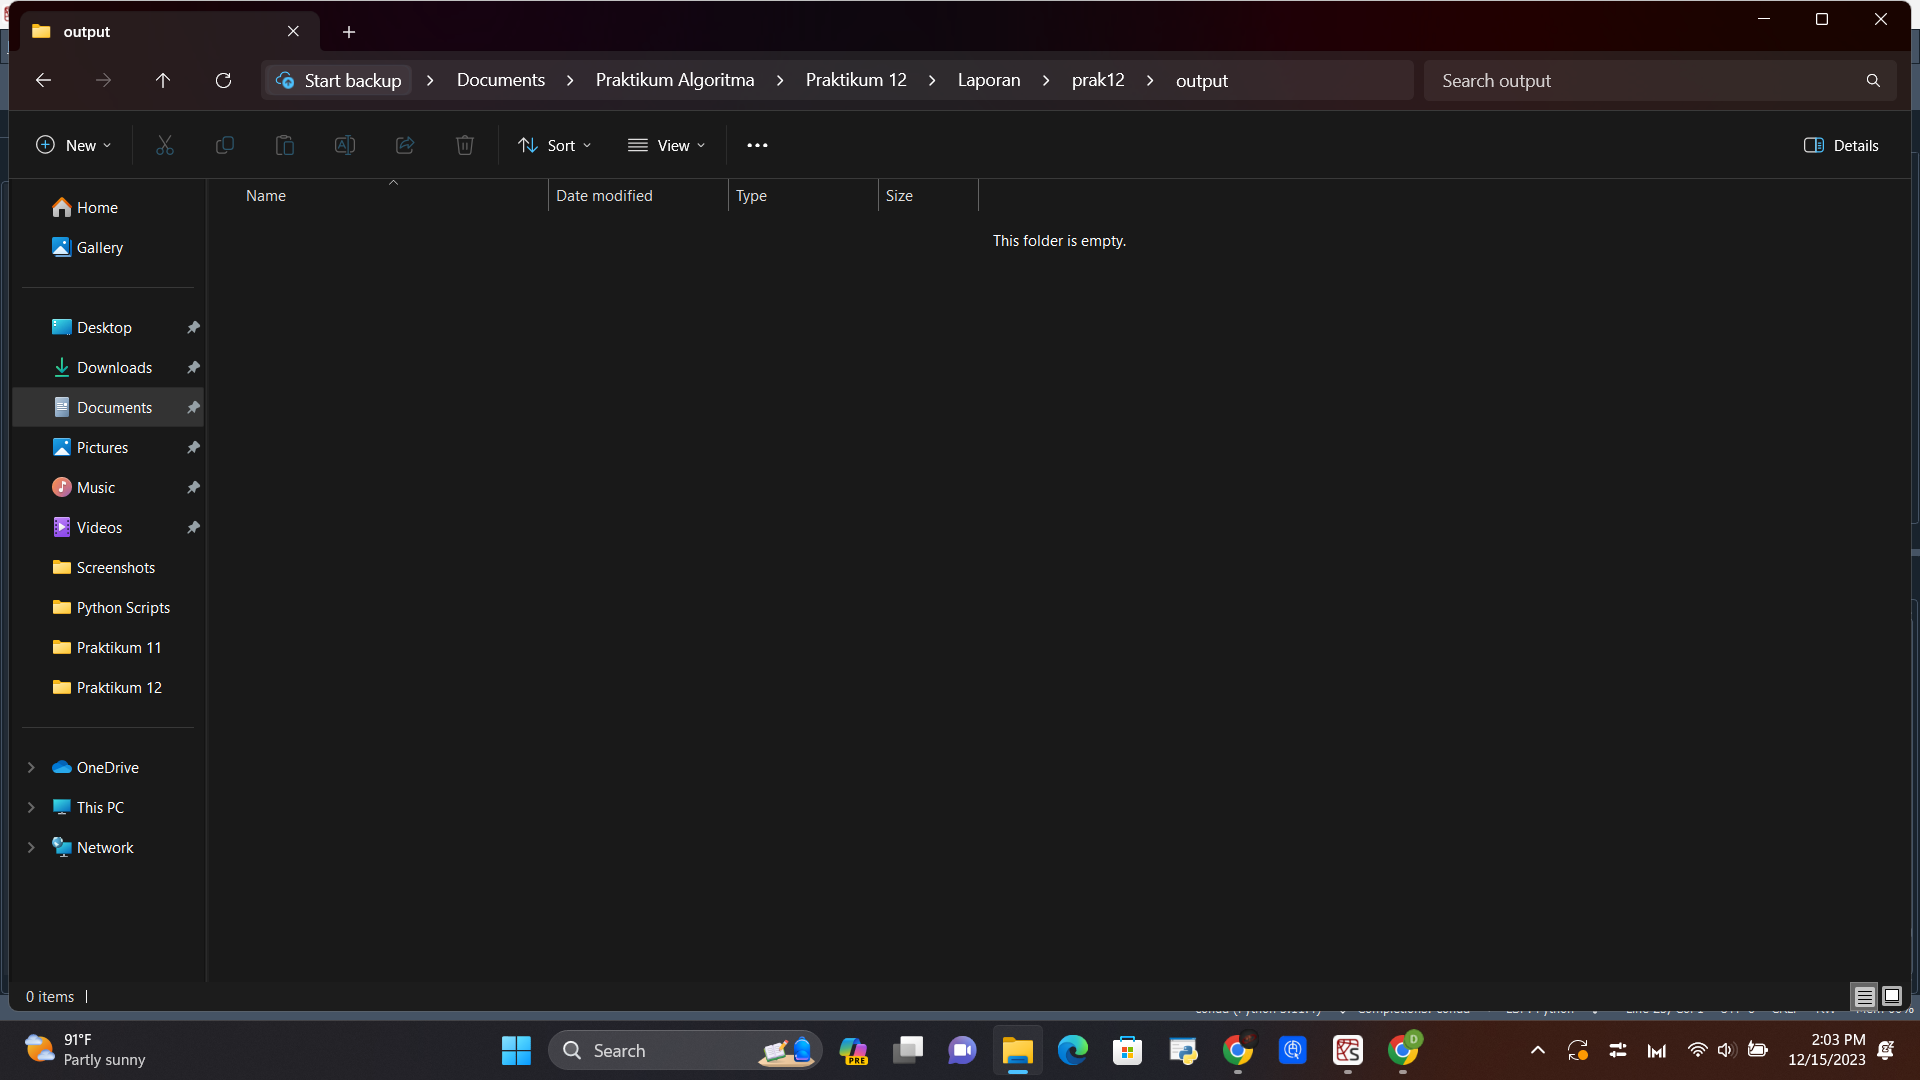 output
Start backup
Documents
Praktikum Algoritma
Praktikum 12
Laporan
prak12
output
Search output
New
Sort
View
Details
Name
Date modified
Type
Size
This folder is empty.
Home
Gallery
Desktop
Downloads
Documents
Pictures
Music
Videos
Screenshots
Python Scripts
Praktikum 11
Praktikum 12
OneDrive
This PC
Network
0 items
91°F
Partly sunny
Search
PRE
D
2:03 PM
12/15/2023